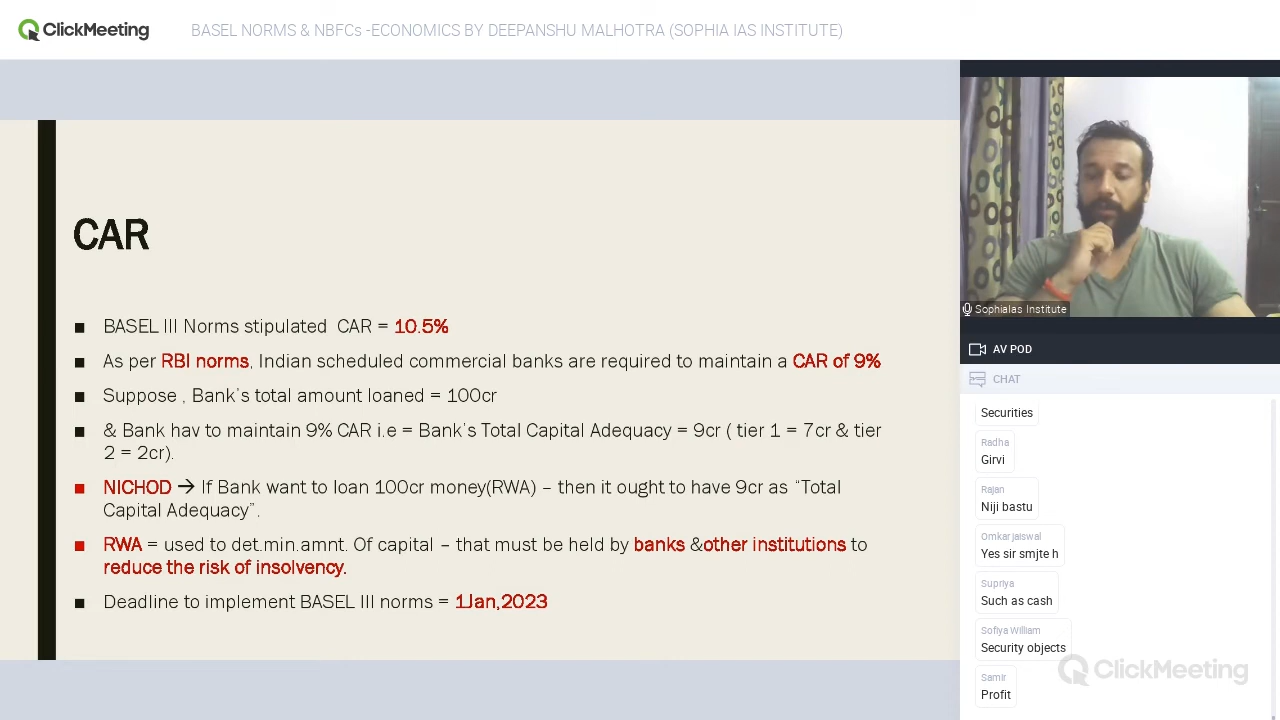 ClickMeeting
BASEL NORMS & NBFCs -ECONOMICS BY DEEPANSHU MALHOTRA (SOPHIA IAS INSTITUTE)
CAR
■ BASEL III Norms stipulated CAR = 10.5%
■ As per RBI norms, Indian scheduled commercial banks are required to maintain a CAR of 9%
■ Suppose , Bank's total amount loaned = 100cr
■ & Bank hav to maintain 9% CAR i.e = Bank's Total Capital Adequacy = 9cr ( tier 1 = 7cr & tier
2 = 2cr).
■ NICHOD → If Bank want to loan 100cr money(RWA) – then it ought to have 9cr as "Total
Capital Adequacy".
■ RWA = used to det.min.amnt. Of capital – that must be held by banks &other institutions to
reduce the risk of insolvency.
■ Deadline to implement BASEL III norms = 1Jan,2023
SophiaIas Institute
AV POD
CHAT
Securities
Radha
Girvi
Rajan
Niji bastu
Omkar jaiswal
Yes sir smjte h
Supriya
Such as cash
Sofiya William
Security objects
Samir
Profit
ClickMeeting